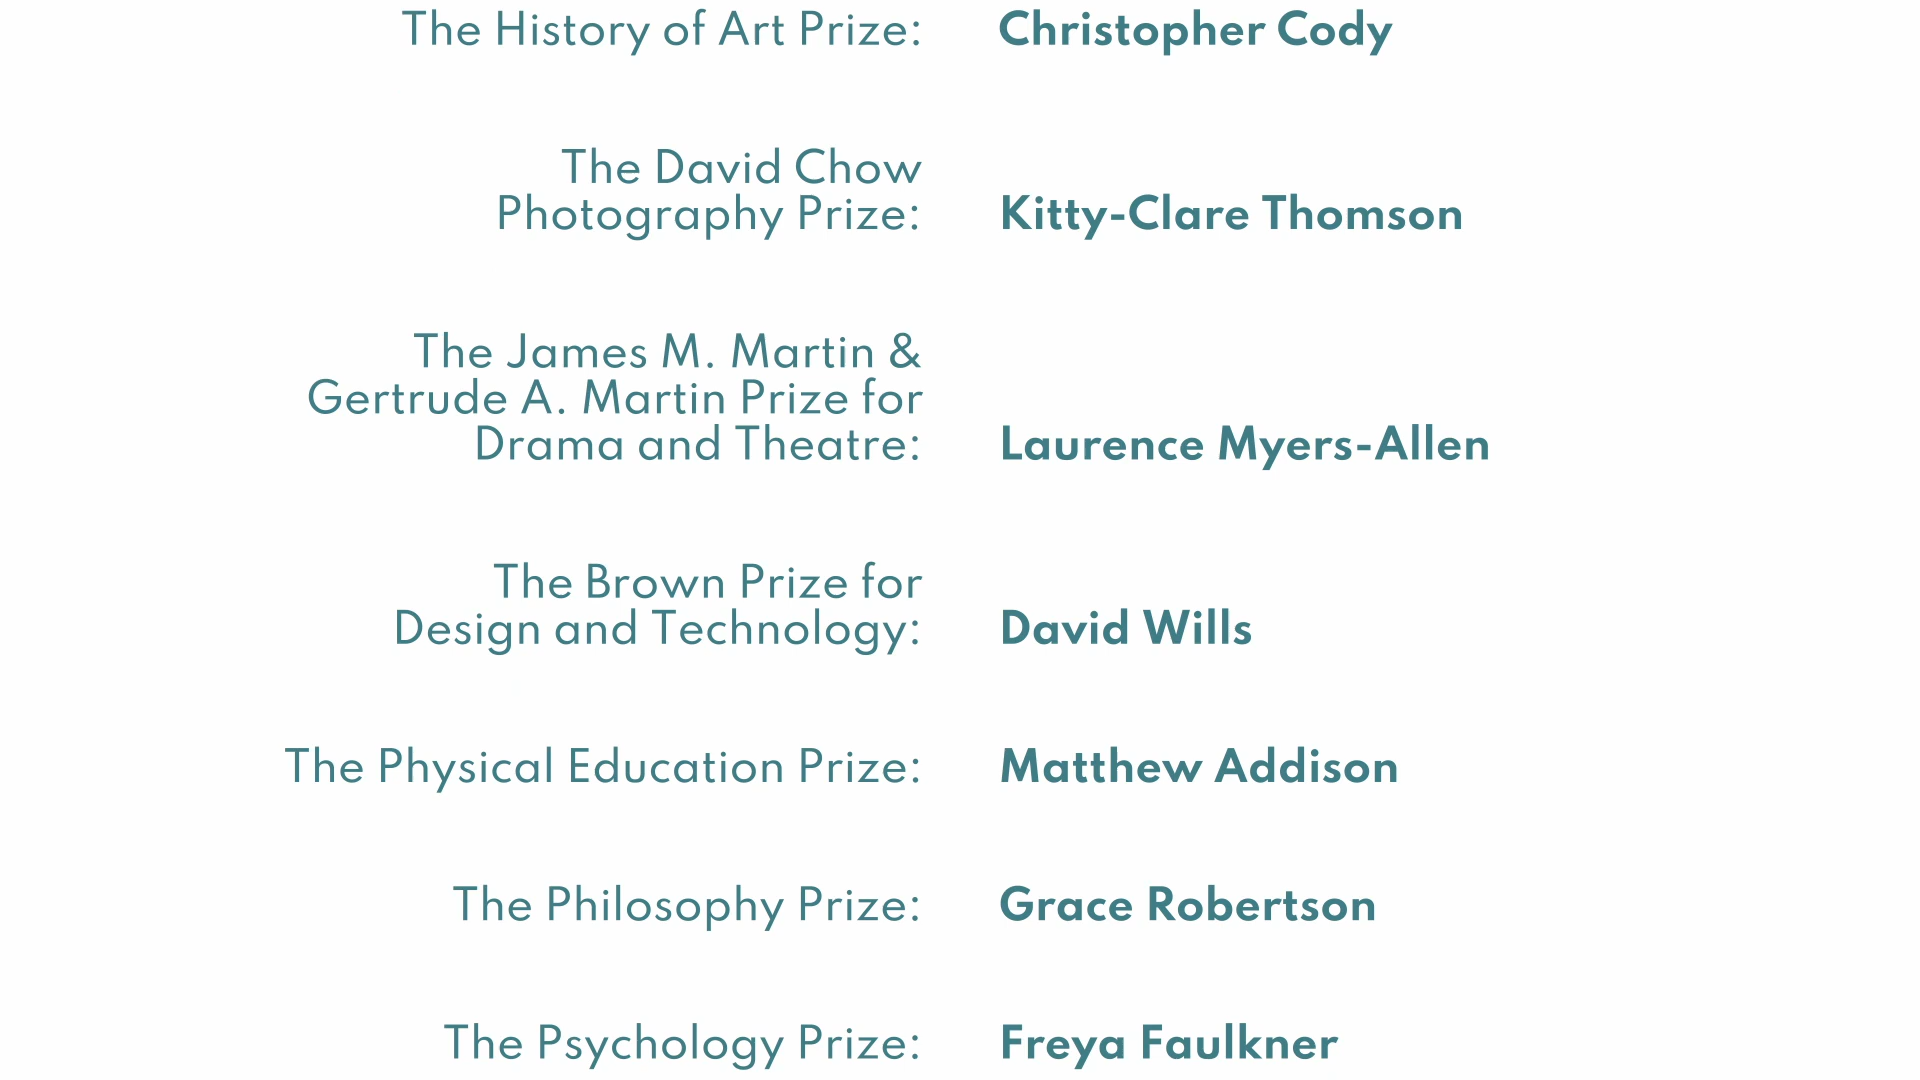 The History of Art Prize: Christopher Cody
The David Chow
Photography Prize: Kitty-Clare Thomson
The James M. Martin &
Gertrude A. Martin Prize for
Drama and Theatre: Laurence Myers-Allen
The Brown Prize for
Design and Technology: David Wills
The Physical Education Prize: Matthew Addison
The Philosophy Prize: Grace Robertson
The Psychology Prize: Freya Faulkner